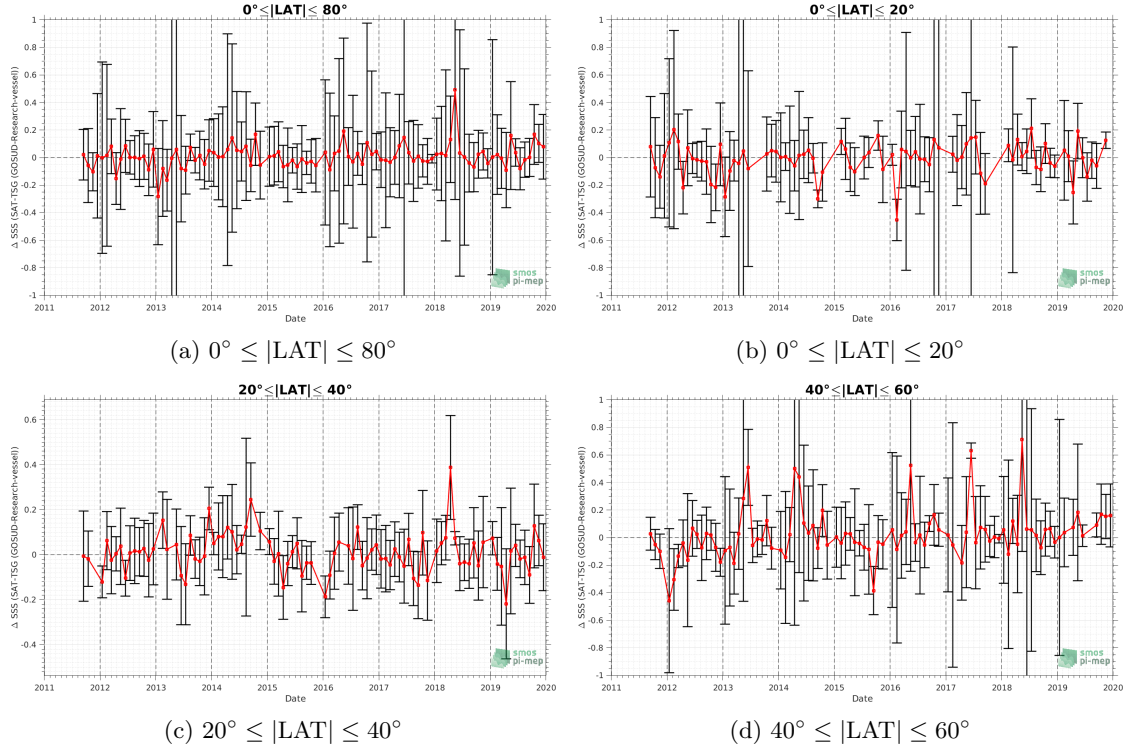 0°≤|LAT|≤ 80°
1
0.8
0.6
0.4
0.2
0
-0.2
-0.4
-0.6
-0.8
-1
Δ SSS (SAT-TSG (GOSUD-Research-vessel))
2011 2012 2013 2014 2015 2016 2017 2018 2019 2020
Date
smos
pi-mep
(a) 0° ≤ |LAT| ≤ 80°
0°≤|LAT|≤ 20°
1
0.8
0.6
0.4
0.2
0
-0.2
-0.4
-0.6
-0.8
-1
Δ SSS (SAT-TSG (GOSUD-Research-vessel))
2011 2012 2013 2014 2015 2016 2017 2018 2019 2020
Date
smos
pi-mep
(b) 0° ≤ |LAT| ≤ 20°
20°≤|LAT|≤ 40°
0.6
0.4
0.2
0
-0.2
-0.4
Δ SSS (SAT-TSG (GOSUD-Research-vessel))
2011 2012 2013 2014 2015 2016 2017 2018 2019 2020
Date
smos
pi-mep
(c) 20° ≤ |LAT| ≤ 40°
40°≤|LAT|≤ 60°
1
0.8
0.6
0.4
0.2
0
-0.2
-0.4
-0.6
-0.8
-1
Δ SSS (SAT-TSG (GOSUD-Research-vessel))
2011 2012 2013 2014 2015 2016 2017 2018 2019 2020
Date
smos
pi-mep
(d) 40° ≤ |LAT| ≤ 60°